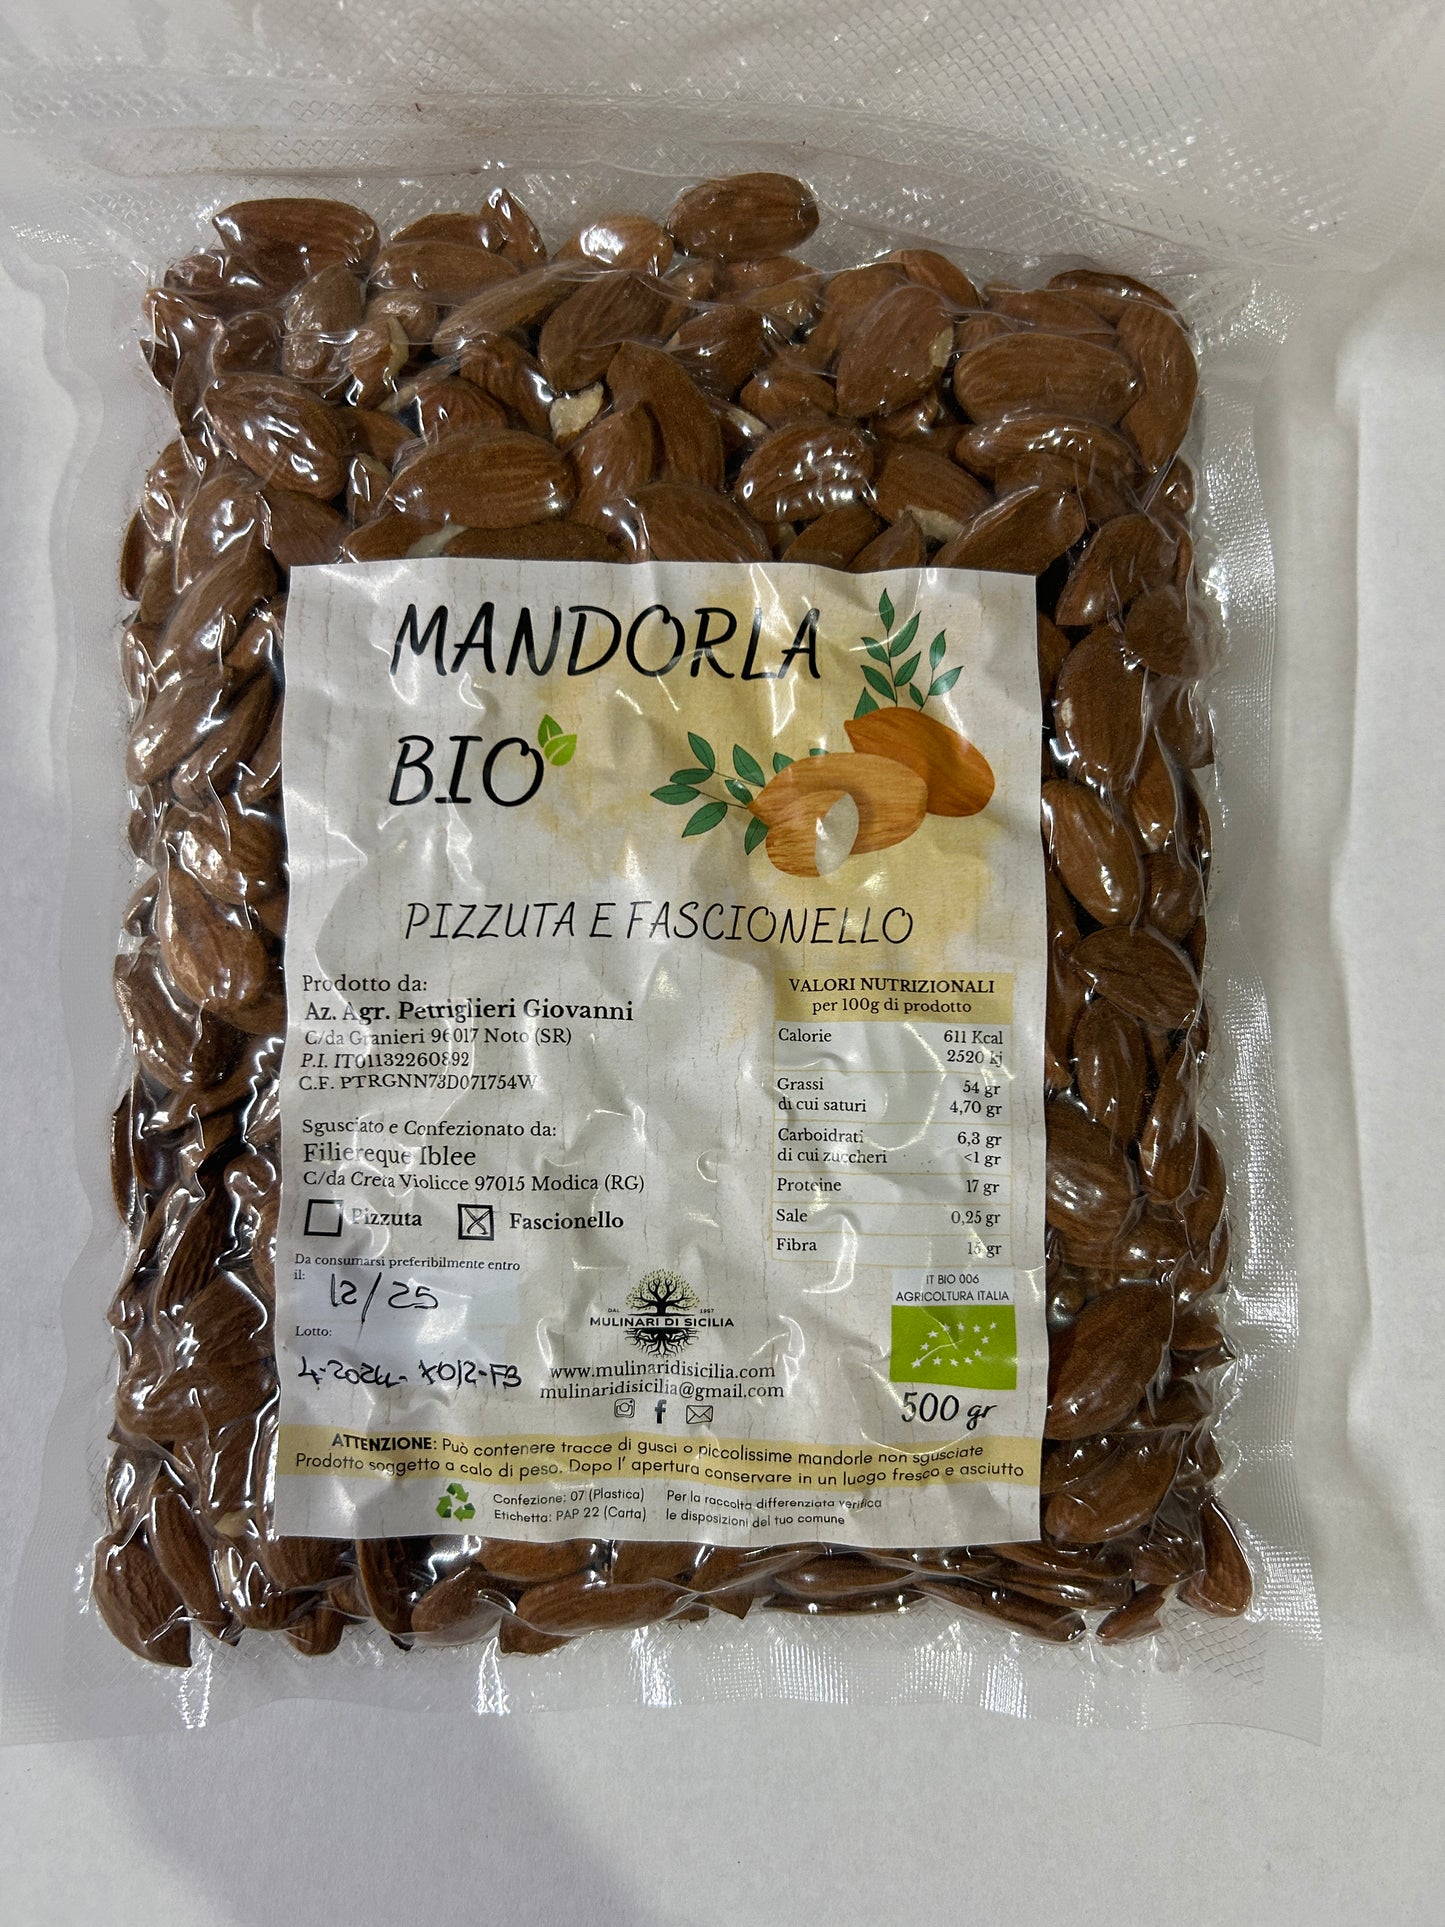 MANDORLA
BIO
PIZZUTA E FASCIONELLO
Prodotto da:
Az. Agr. Petriglieri Giovanni
C/da Granieri 96017 Noto (SR)
P.I. IT01132260892
C.F. PTRGNN73D07I754W
Sgusciato e Confezionato da:
Filiereque Iblee
C/da Creta Violicce 97015 Modica (RG)
Pizzuta Fascionello
Da consumarsi preferibilmente entro
il: 12/25
Lotto:
4-2024-
VALORI NUTRIZIONALI
per 100g di prodotto
Calorie 611 Kcal
2520 kj
Grassi 54 gr
di cui saturi 4,70 gr
Carboidrati 6,3 gr
di cui zuccheri <1 gr
Proteine 17 gr
Sale 0,25 gr
Fibra gr
DAL 1967
MULINARI DI SICILIA
www.mulinaridisicilia.com
mulinaridisicilia@gmail.com
IT BIO 006
AGRICOLTURA ITALIA
500 gr
ATTENZIONE: Può contenere tracce di gusci o piccolissime mandorle non sgusciate
Prodotto soggetto a calo di peso. Dopo l' apertura conservare in un luogo fresco e asciutto
Confezione: 07 (Plastica)
Etichetta: PAP 22 (Carta)
Per la raccolta differenziata verifica
le disposizioni del tuo comune